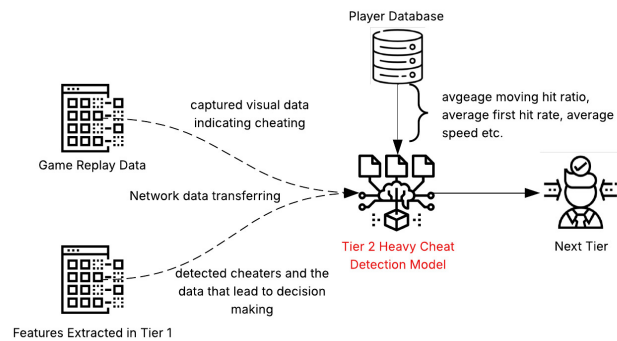 Player Database
avgeage moving hit ratio,
average first hit rate, average
speed etc.
captured visual data
indicating cheating
Game Replay Data
Network data transferring
Tier 2 Heavy Cheat
Detection Model
Next Tier
detected cheaters and the
data that lead to decision
making
Features Extracted in Tier 1